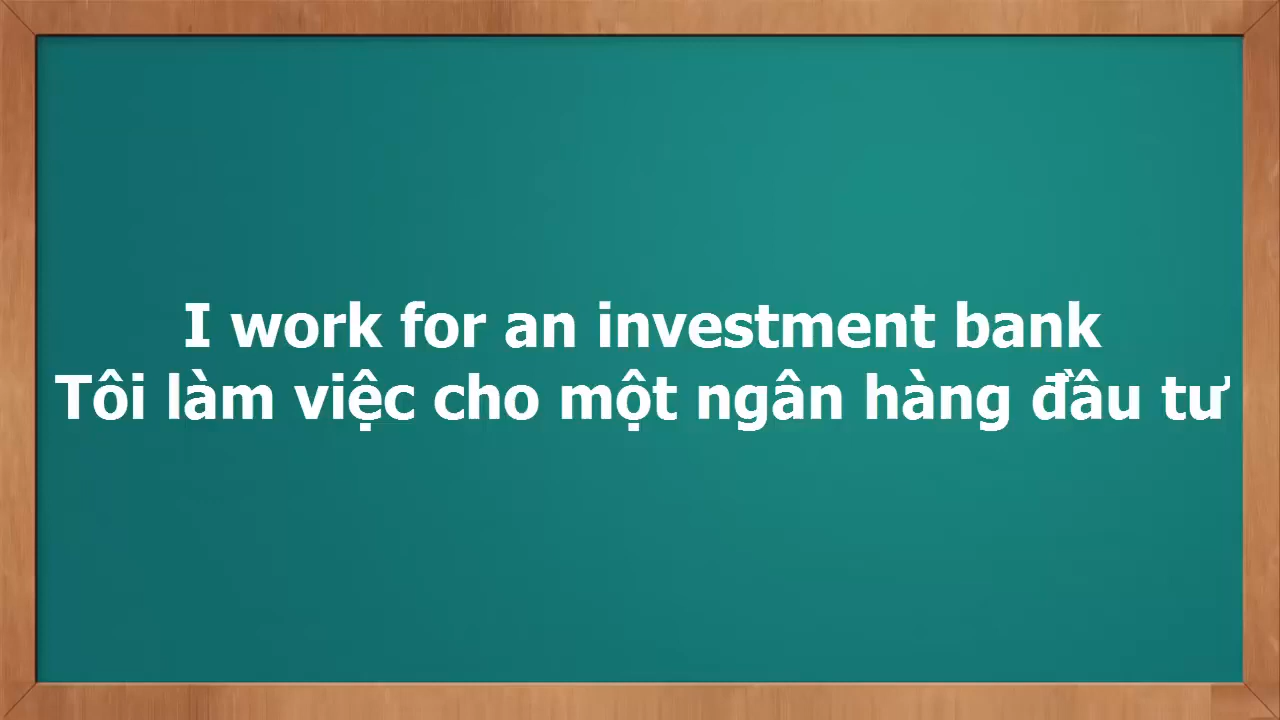 I work for an investment bank
Tôi làm việc cho một ngân hàng đầu tư